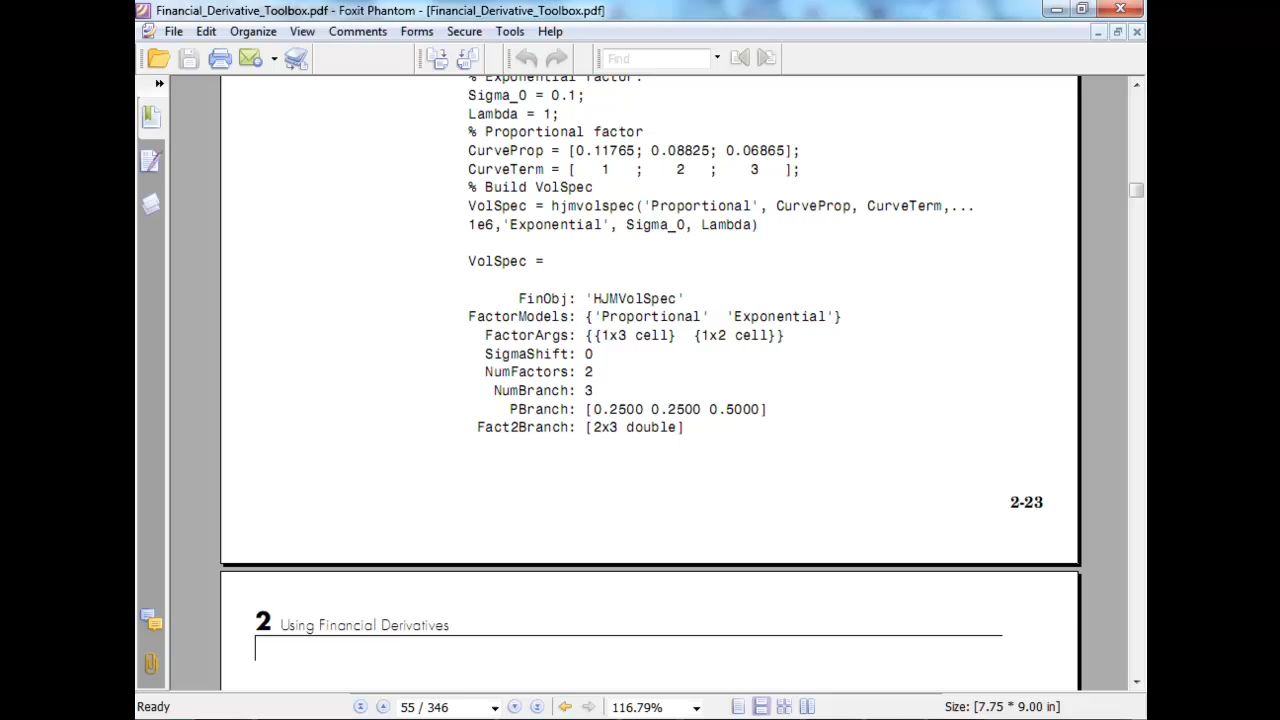 Financial_Derivative_Toolbox.pdf - Foxit Phantom - [Financial_Derivative_Toolbox.pdf]
File Edit Organize View Comments Forms Secure Tools Help
Find
% Exponential factor.
Sigma_0 = 0.1;
Lambda = 1;
% Proportional factor
CurveProp = [0.11765; 0.08825; 0.06865];
CurveTerm = [ 1 ; 2 ; 3 ];
% Build VolSpec
VolSpec = hjmvolspec('Proportional', CurveProp, CurveTerm,...
1e6,'Exponential', Sigma_0, Lambda)
VolSpec =
FinObj: 'HJMVolSpec'
FactorModels: {'Proportional' 'Exponential'}
FactorArgs: {{1x3 cell} {1x2 cell}}
SigmaShift: 0
NumFactors: 2
NumBranch: 3
PBranch: [0.2500 0.2500 0.5000]
Fact2Branch: [2x3 double]
2-23
2 Using Financial Derivatives
Ready 55 / 346 116.79% Size: [7.75 * 9.00 in]